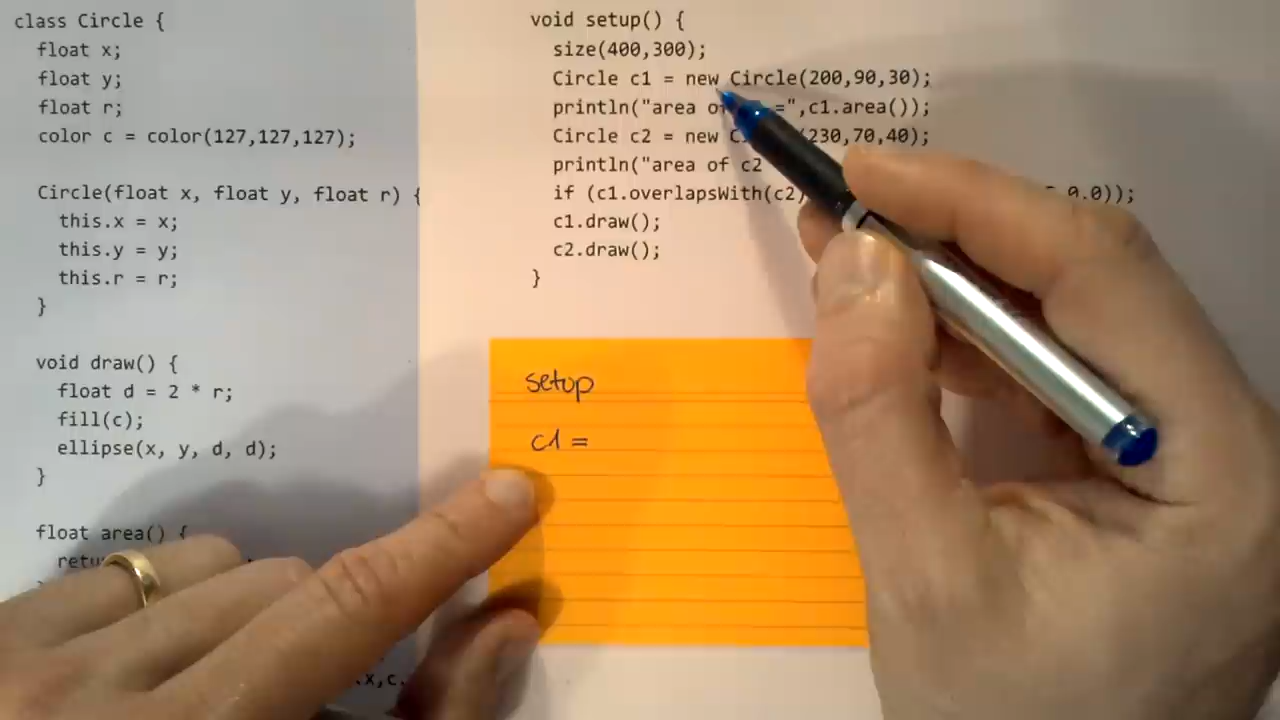 class Circle {
float x;
float y;
float r;
color c = color(127,127,127);
Circle(float x, float y, float r) {
this.x = x;
this.y = y;
this.r = r;
}
void draw() {
float d = 2 * r;
fill(c);
ellipse(x, y, d, d);
}
float area() {
void setup() {
size(400,300);
Circle c1 = new Circle(200,90,30);
println("area =",c1.area());
Circle c2 = new (230,70,40);
println("area of c2
if (c1.overlapsWith(c2) 0.0));
c1.draw();
c2.draw();
}
setup
c1 =